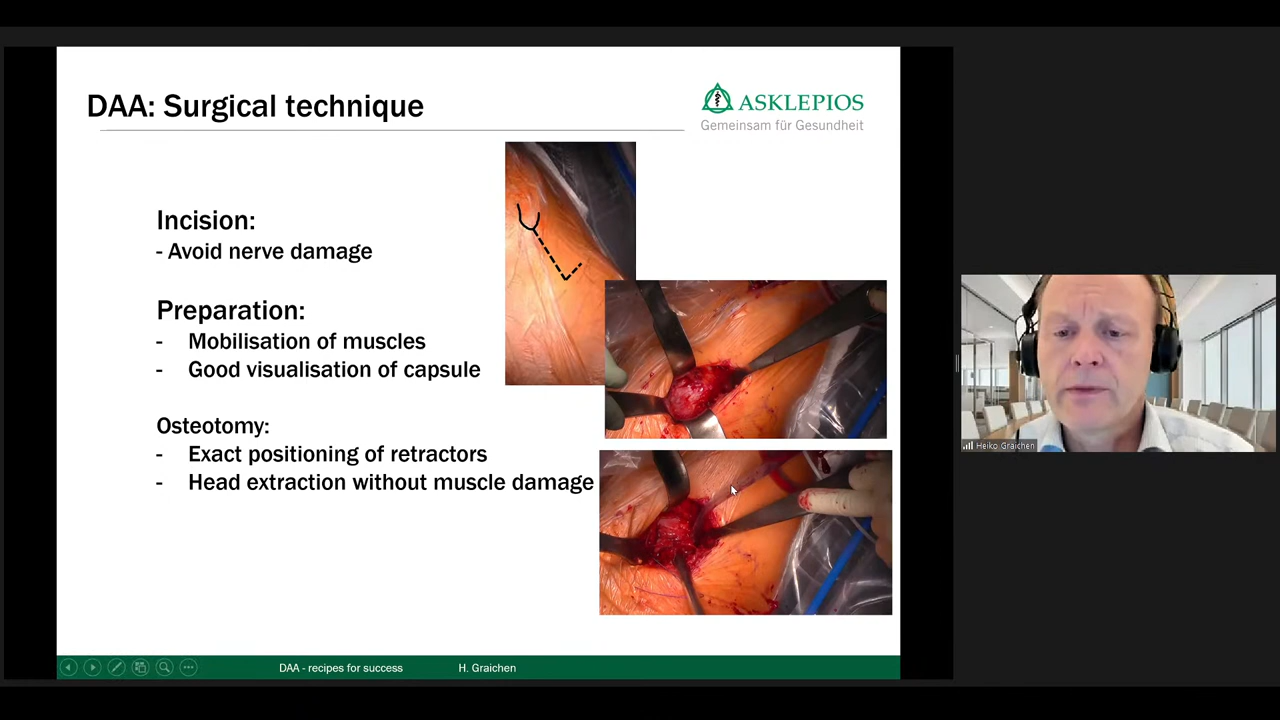 DAA: Surgical technique
ASKLEPIOS
Gemeinsam für Gesundheit
Incision:
- Avoid nerve damage
Preparation:
- Mobilisation of muscles
- Good visualisation of capsule
Osteotomy:
- Exact positioning of retractors
- Head extraction without muscle damage
Heiko Graichen
DAA - recipes for success
H. Graichen